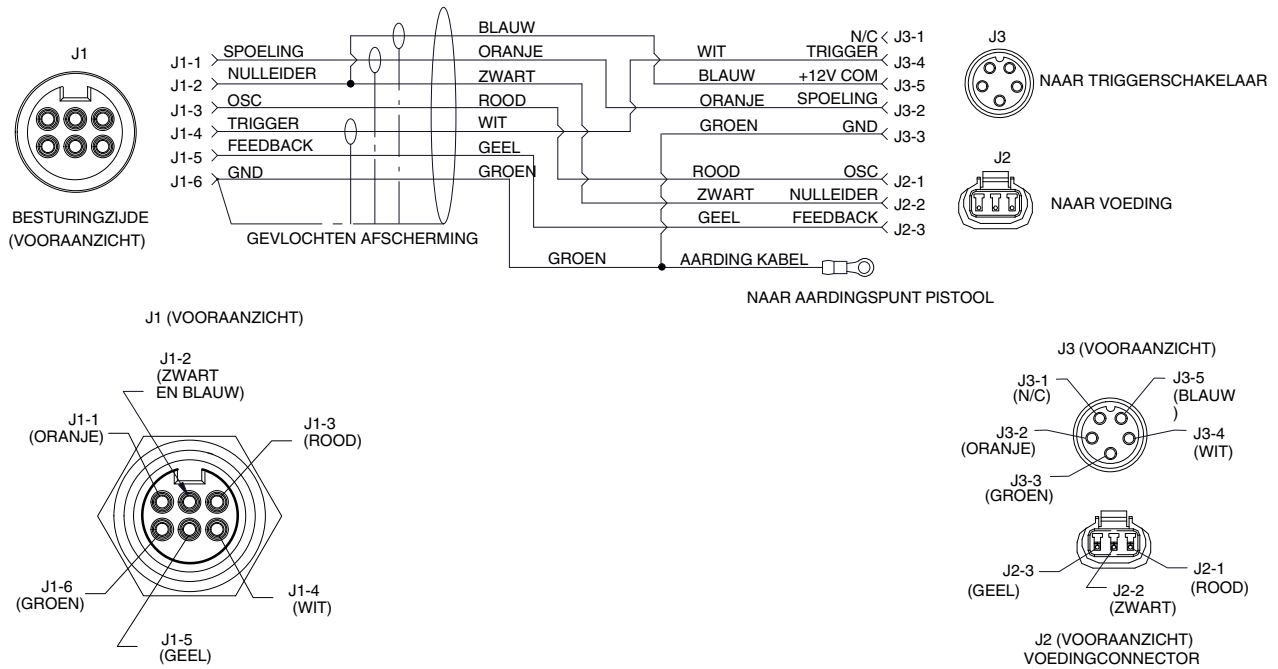 J1
J1-1
SPOELING
J1-2
NULLEIDER
J1-3
OSC
J1-4
TRIGGER
J1-5
FEEDBACK
J1-6
GND
BESTURINGZIJDE
(VOORAANZICHT)
GEVLOCHTEN AFSCHERMING
BLAUW
ORANJE
ZWART
ROOD
WIT
GEEL
GROEN
N/C J3-1
WIT TRIGGER J3-4
BLAUW +12V COM J3-5
ORANJE SPOELING J3-2
GROEN GND J3-3
J3
NAAR TRIGGERSCHAKELAAR
ROOD OSC J2-1
ZWART NULLEIDER J2-2
GEEL FEEDBACK J2-3
J2
NAAR VOEDING
GROEN AARDING KABEL
NAAR AARDINGSPUNT PISTOOL
J1 (VOORAANZICHT)
J1-2
(ZWART
EN BLAUW)
J1-1
(ORANJE)
J1-3
(ROOD)
J1-6
(GROEN)
J1-4
(WIT)
J1-5
(GEEL)
J3 (VOORAANZICHT)
J3-1
(N/C)
J3-5
(BLAUW
)
J3-2
(ORANJE)
J3-4
(WIT)
J3-3
(GROEN)
J2-3
(GEEL)
J2-1
(ROOD)
J2-2
(ZWART)
J2 (VOORAANZICHT)
VOEDINGCONNECTOR